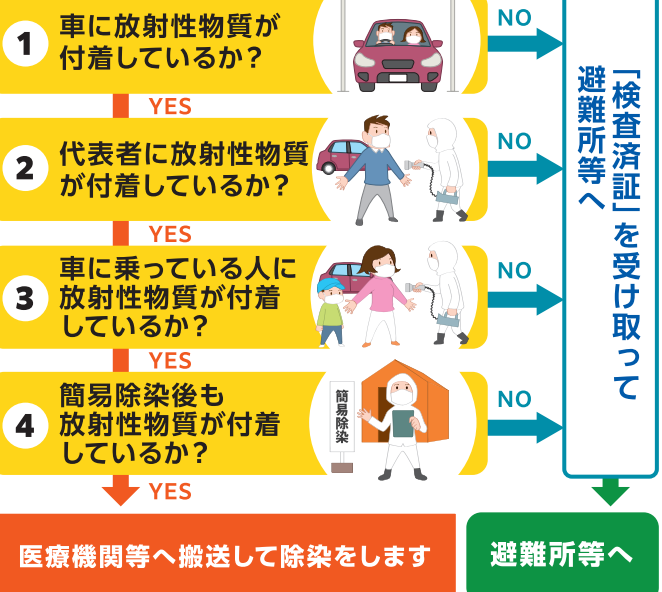 1
車に放射性物質が
付着しているか？
NO
YES
2
代表者に放射性物質
が付着しているか？
NO
YES
3
車に乗っている人に
放射性物質が付着
しているか？
NO
YES
4
簡易除染後も
放射性物質が付着
しているか？
簡易除染
NO
YES
「検査済証」を受け取って
避難所等へ
医療機関等へ搬送して除染をします
避難所等へ